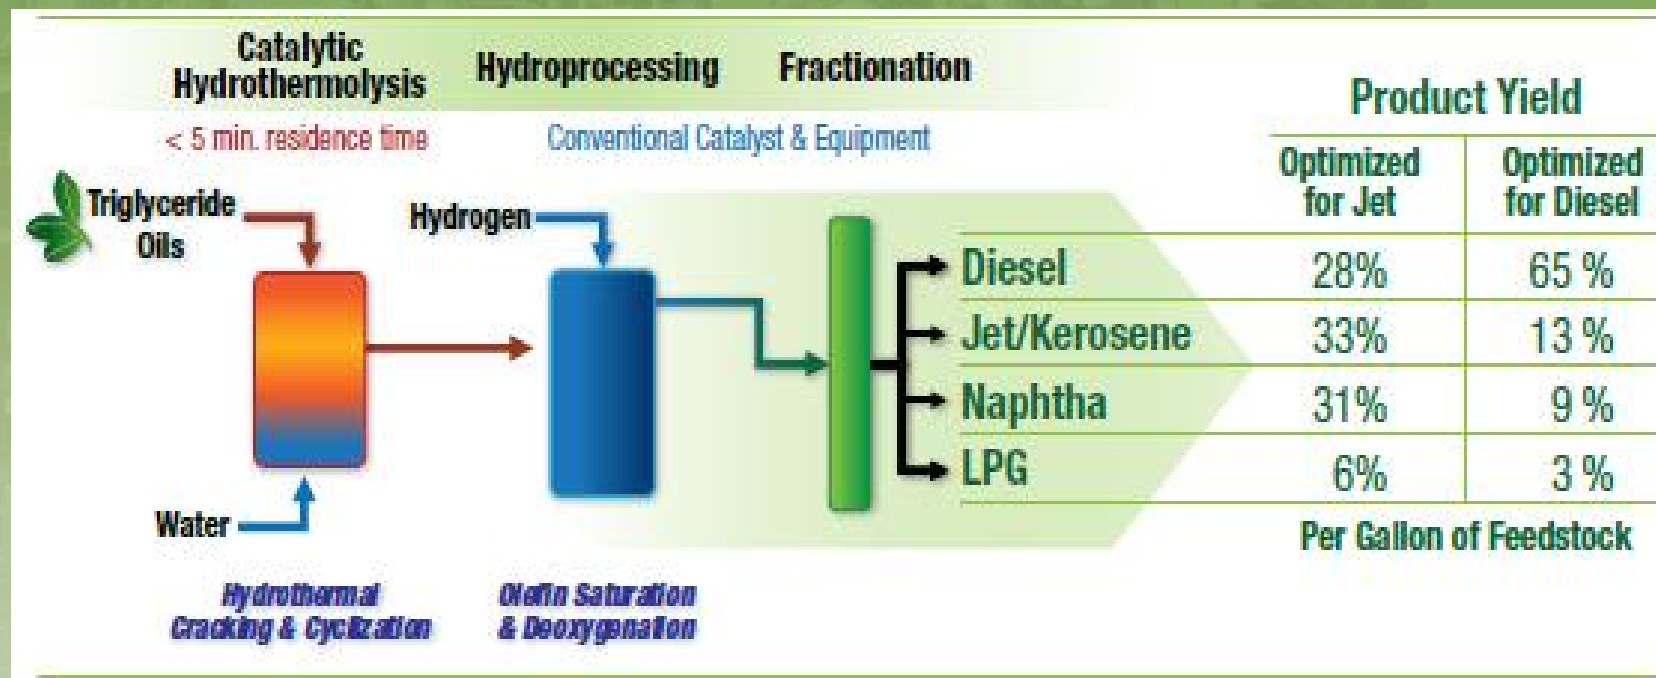 Catalytic
Hydrothermolysis
Hydroprocessing
Fractionation
< 5 min. residence time
Conventional Catalyst & Equipment
Product Yield
Optimized
for Jet
Optimized
for Diesel
Triglyceride
Oils
Hydrogen
Water
Diesel 28% 65 %
Jet/Kerosene 33% 13 %
Naphtha 31% 9 %
LPG 6% 3 %
Per Gallon of Feedstock
Hydrothermal
Cracking & Cyclization
Olefin Saturation
& Deoxygenation